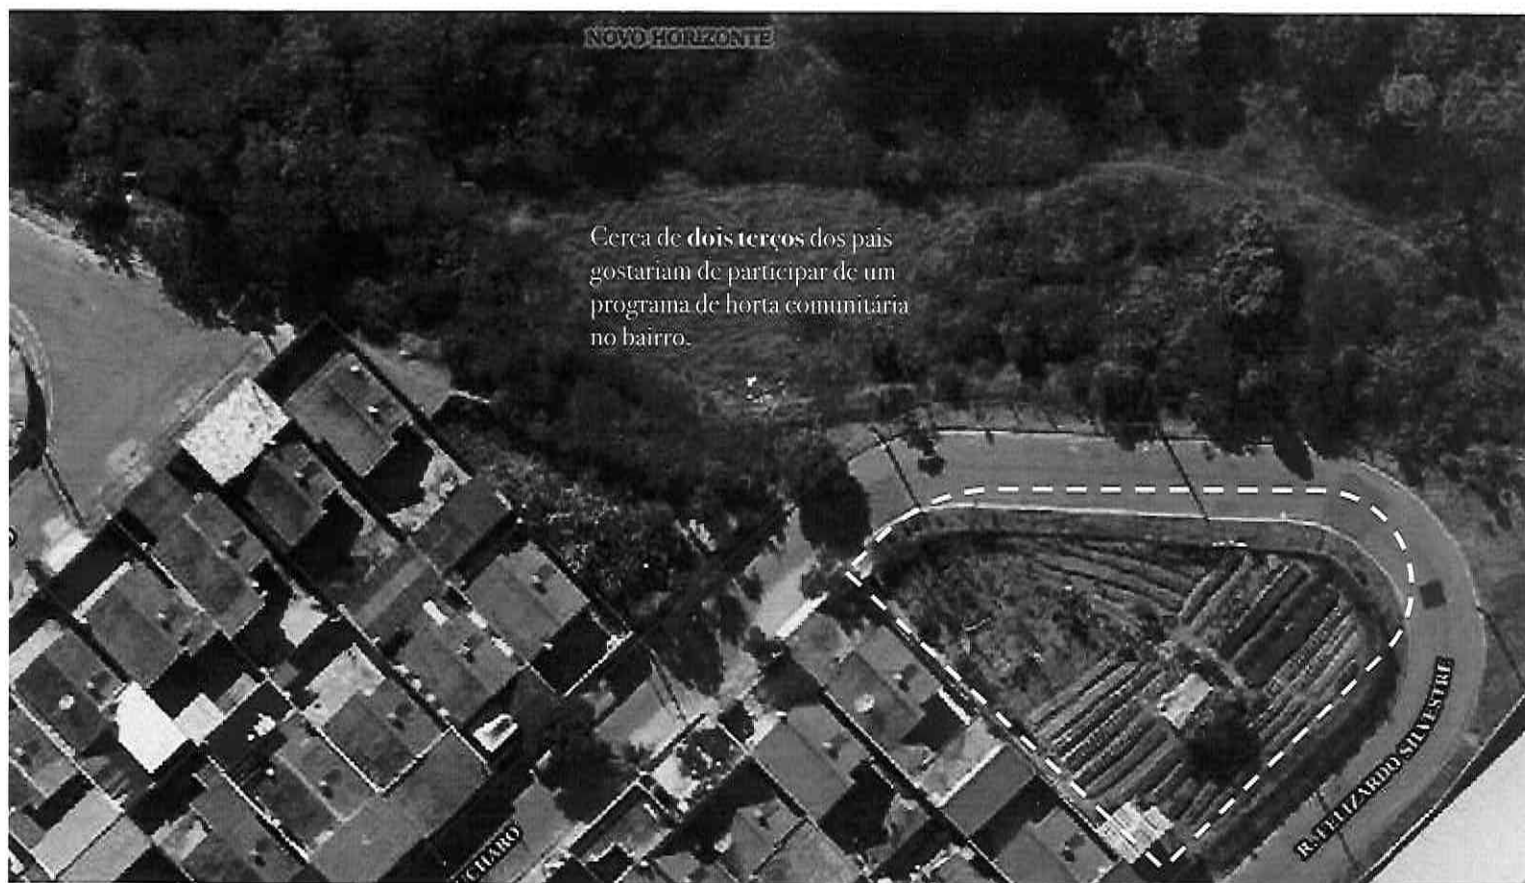 NOVO HORIZONTE
Cerca de dois terços dos pais
gostariam de participar de um
programa de horta comunitária
no bairro.
R. FELIZARDO SILVESTRE